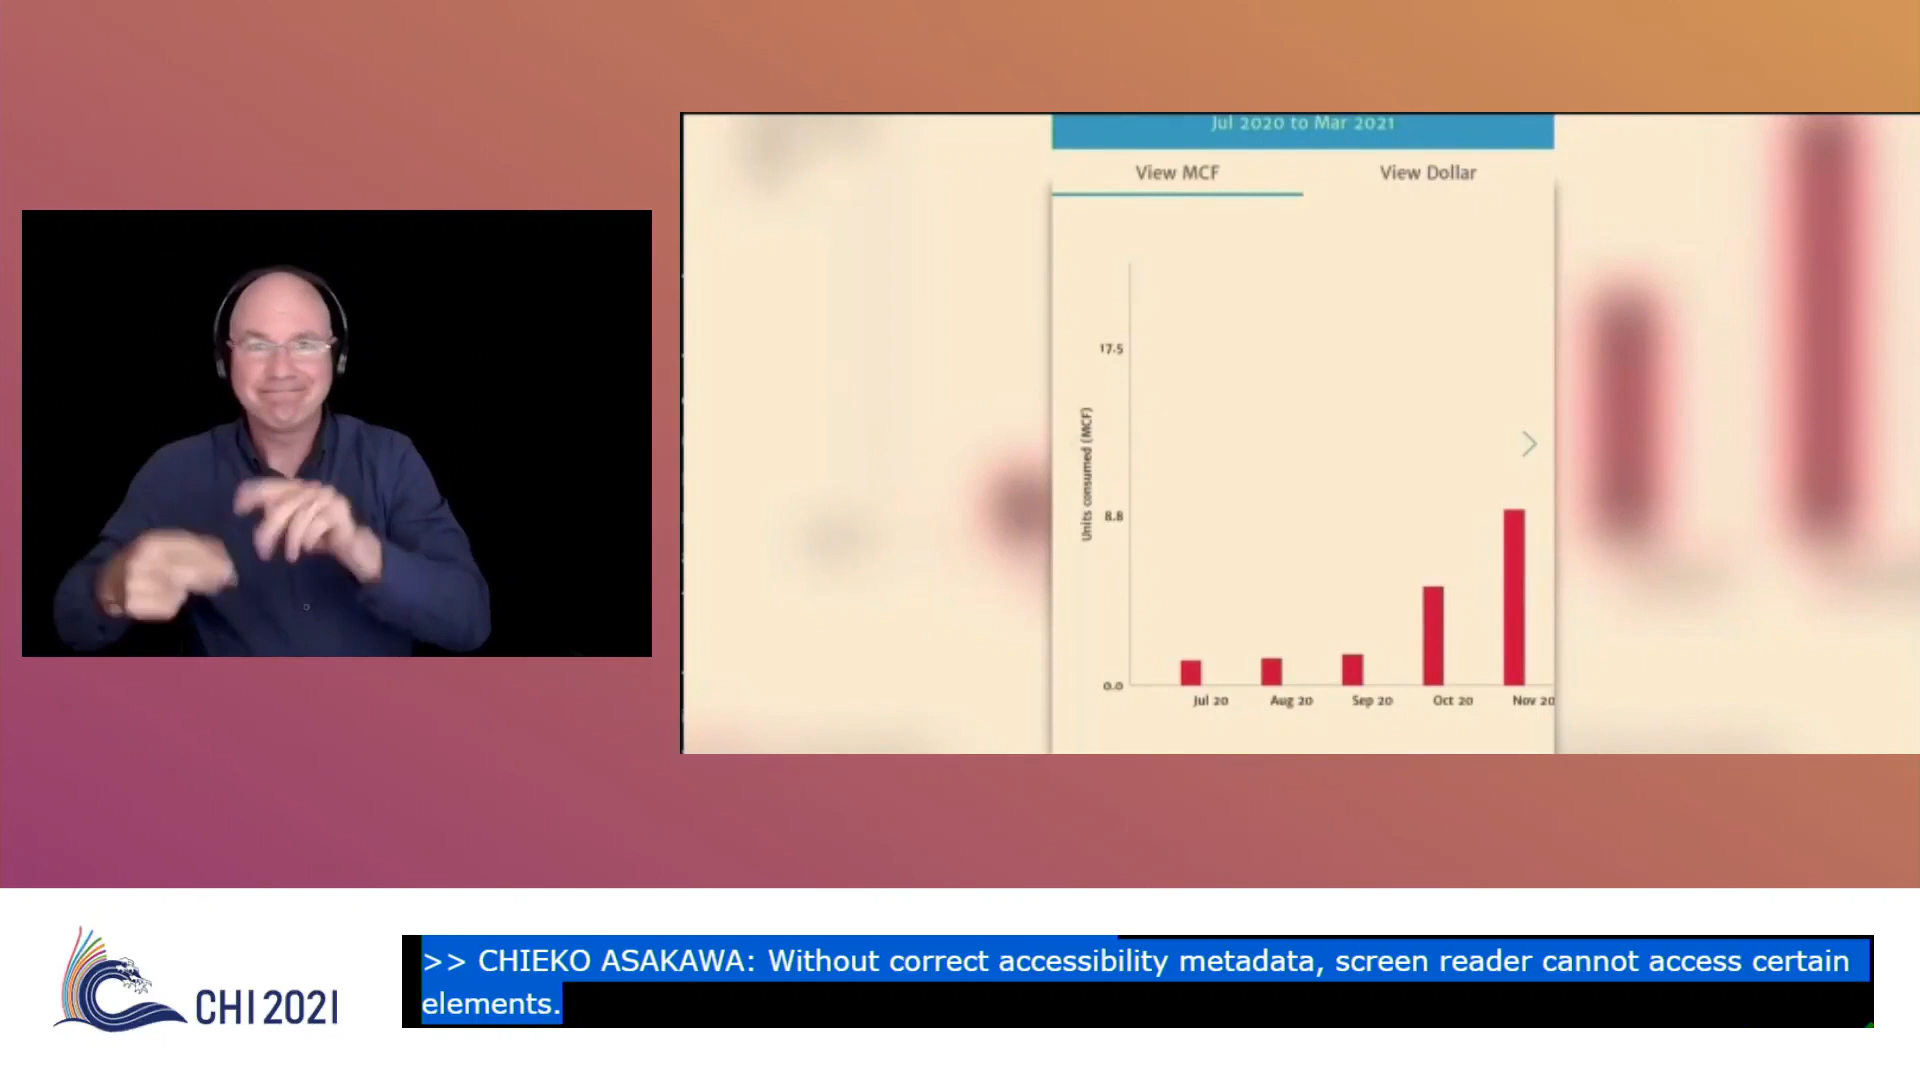 Jul 2020 to Mar 2021
View MCF View Dollar
17.5
Units consumed (MCF)
8.8
0.0
Jul 20 Aug 20 Sep 20 Oct 20 Nov 20
CHI 2021
>> CHIEKO ASAKAWA: Without correct accessibility metadata, screen reader cannot access certain
elements.